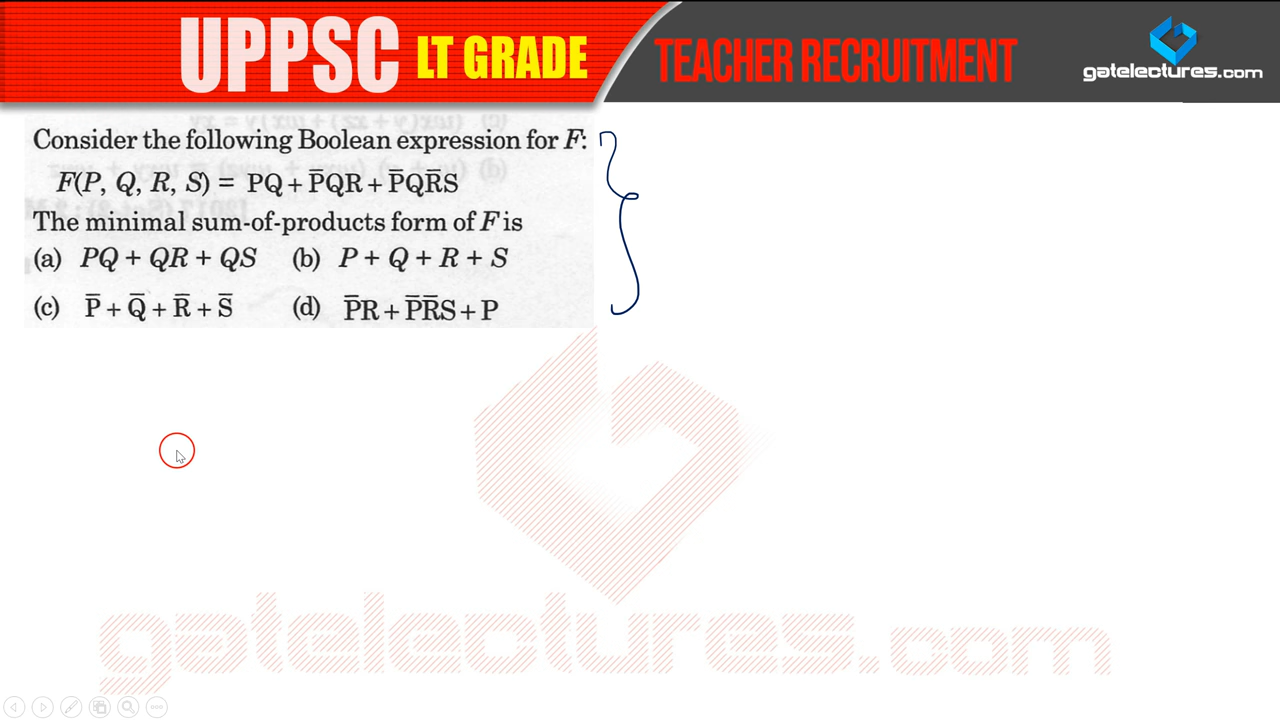 UPPSC LT GRADE TEACHER RECRUITMENT
gatelectures.com
Consider the following Boolean expression for F:
F(P, Q, R, S) = PQ + P̅QR + P̅QR̅S
The minimal sum-of-products form of F is
(a) PQ + QR + QS (b) P + Q + R + S
(c) P̅ + Q̅ + R̅ + S̅ (d) P̅R + P̅R̅S + P
gatelectures.com